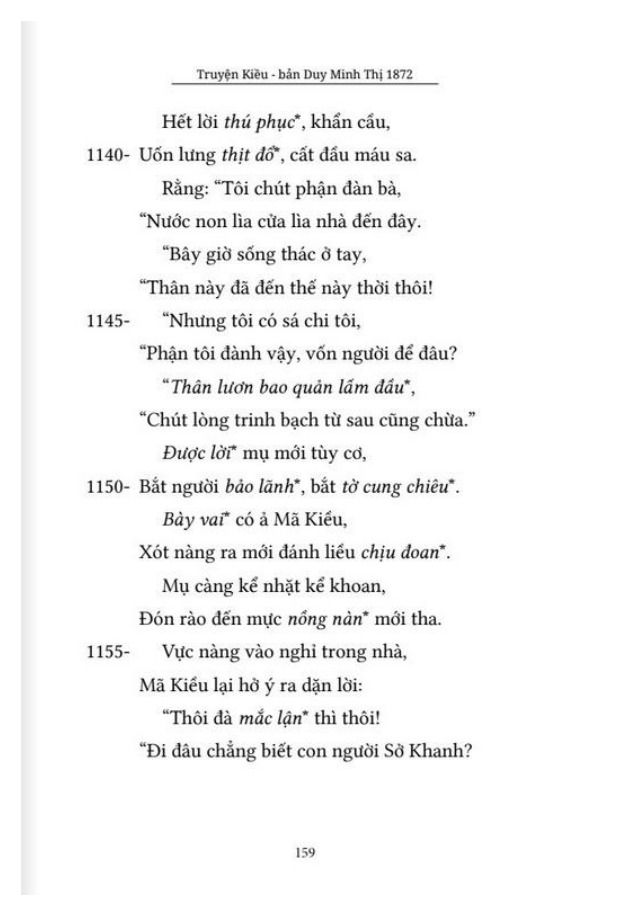 Truyện Kiều - bản Duy Minh Thị 1872
Hết lời thú phục*, khẩn cầu,
1140- Uốn lưng thịt đổ*, cất đầu máu sa.
Rằng: “Tôi chút phận đàn bà,
“Nước non lìa cửa lìa nhà đến đây.
“Bây giờ sống thác ở tay,
“Thân này đã đến thế này thời thôi!
1145- “Nhưng tôi có sá chi tôi,
“Phận tôi đành vậy, vốn người để đâu?
“Thân lươn bao quản lấm đầu*,
“Chút lòng trinh bạch từ sau cũng chừa.”
Được lời* mụ mới tùy cơ,
1150- Bắt người bảo lãnh*, bắt tờ cung chiêu*.
Bày vai* có ả Mã Kiều,
Xót nàng ra mới đánh liều chịu đoan*.
Mụ càng kể nhặt kể khoan,
Đón rào đến mực nồng nàn* mới tha.
1155- Vực nàng vào nghỉ trong nhà,
Mã Kiều lại hở ý ra dặn lời:
“Thôi đà mắc lận* thì thôi!
“Đi đâu chẳng biết con người Sở Khanh?
159